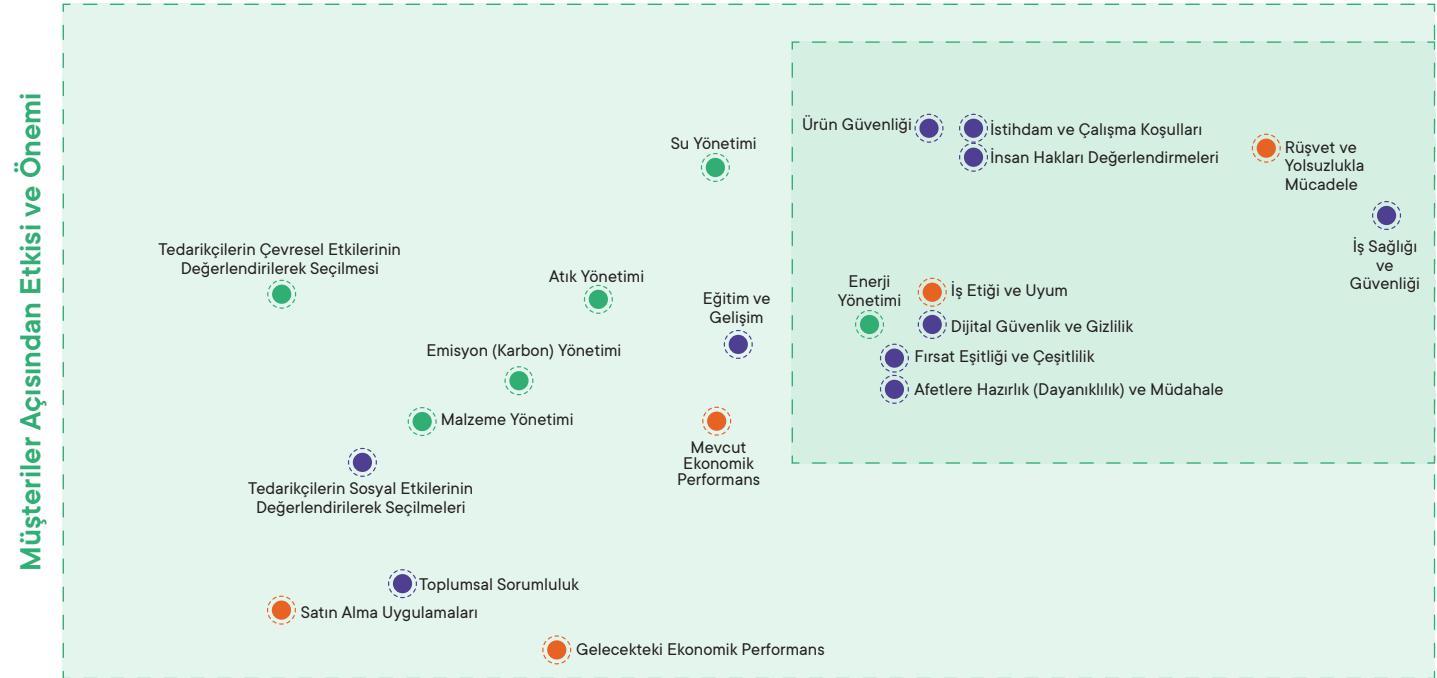 Müşteriler Açısından Etkisi ve Önemi
Ürün Güvenliği
İstihdam ve Çalışma Koşulları
İnsan Hakları Değerlendirmeleri
Rüşvet ve
Yolsuzlukla
Mücadele
Su Yönetimi
İş Sağlığı
ve
Güvenliği
Tedarikçilerin Çevresel Etkilerinin
Değerlendirilerek Seçilmesi
Atık Yönetimi
Eğitim ve
Gelişim
Enerji
Yönetimi
İş Etiği ve Uyum
Dijital Güvenlik ve Gizlilik
Fırsat Eşitliği ve Çeşitlilik
Afetlere Hazırlık (Dayanıklılık) ve Müdahale
Emisyon (Karbon) Yönetimi
Malzeme Yönetimi
Mevcut
Ekonomik
Performans
Tedarikçilerin Sosyal Etkilerinin
Değerlendirilerek Seçilmeleri
Toplumsal Sorumluluk
Satın Alma Uygulamaları
Gelecekteki Ekonomik Performans